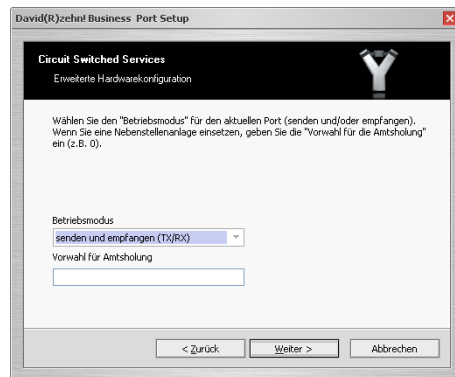 David(R)zehn! Business Port Setup
Circuit Switched Services
Erweiterte Hardwarekonfiguration
Wählen Sie den "Betriebsmodus" für den aktuellen Port (senden und/oder empfangen).
Wenn Sie eine Nebenstellenanlage einsetzen, geben Sie die "Vorwahl für die Amtsholung"
ein (z.B. 0).
Betriebsmodus
senden und empfangen (TX/RX)
Vorwahl für Amtsholung
< Zurück Weiter > Abbrechen